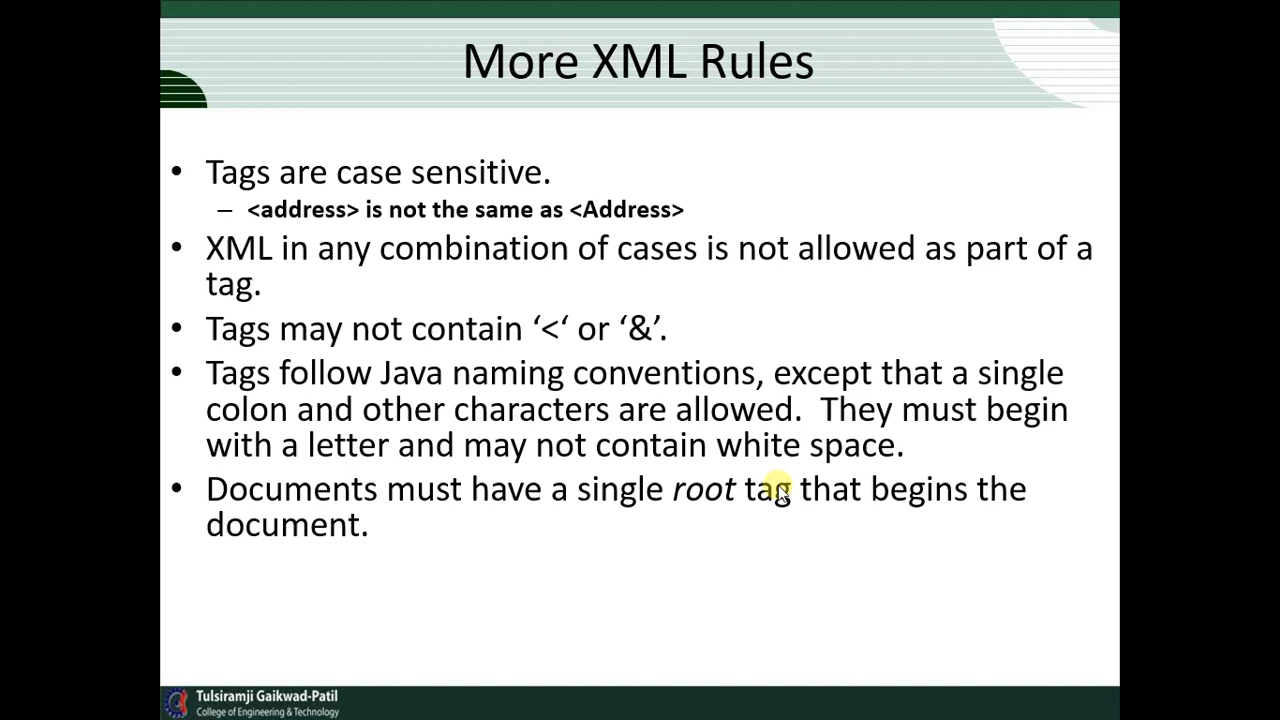 More XML Rules
• Tags are case sensitive.
– <address> is not the same as <Address>
• XML in any combination of cases is not allowed as part of a
tag.
• Tags may not contain ‘<‘ or ‘&’.
• Tags follow Java naming conventions, except that a single
colon and other characters are allowed.  They must begin
with a letter and may not contain white space.
• Documents must have a single root tag that begins the
document.
Tulsiramji Gaikwad-Patil
College of Engineering & Technology